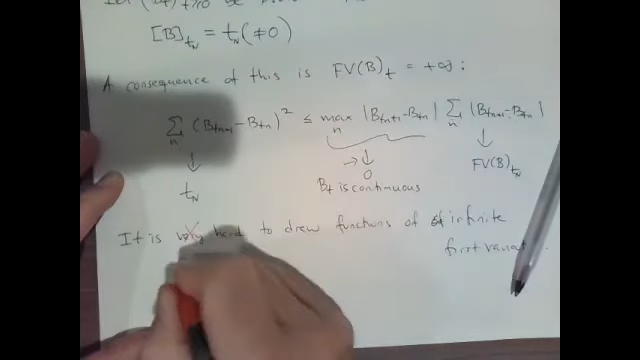 Let
[B]_{t_N} = t_N (≠0)
A consequence of this is FV(B)_t = +∞:
∑_n (B_{t_{n+1}} - B_{t_n})² ≤ max_n |B_{t_{n+1}} - B_{t_n}| ∑_n |B_{t_{n+1}} - B_{t_n}|
↓ → ↓ ↓
t_N 0 FV(B)_{t_N}
B_t is continuous
It is hard to draw functions of infinite
first